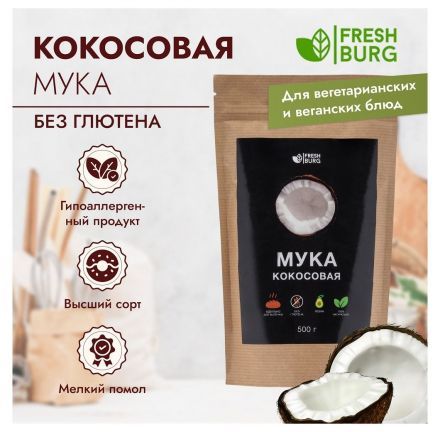 КОКОСОВАЯ
МУКА
БЕЗ ГЛЮТЕНА
FRESH
BURG
Для вегетарианских
и веганских блюд
Гипоаллерген-
ный продукт
Высший сорт
Мелкий помол
FRESH
BURG
МУКА
КОКОСОВАЯ
500 г